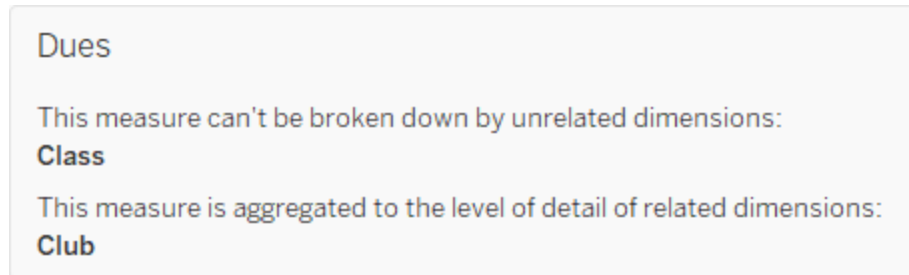 Dues
This measure can't be broken down by unrelated dimensions:
Class
This measure is aggregated to the level of detail of related dimensions:
Club